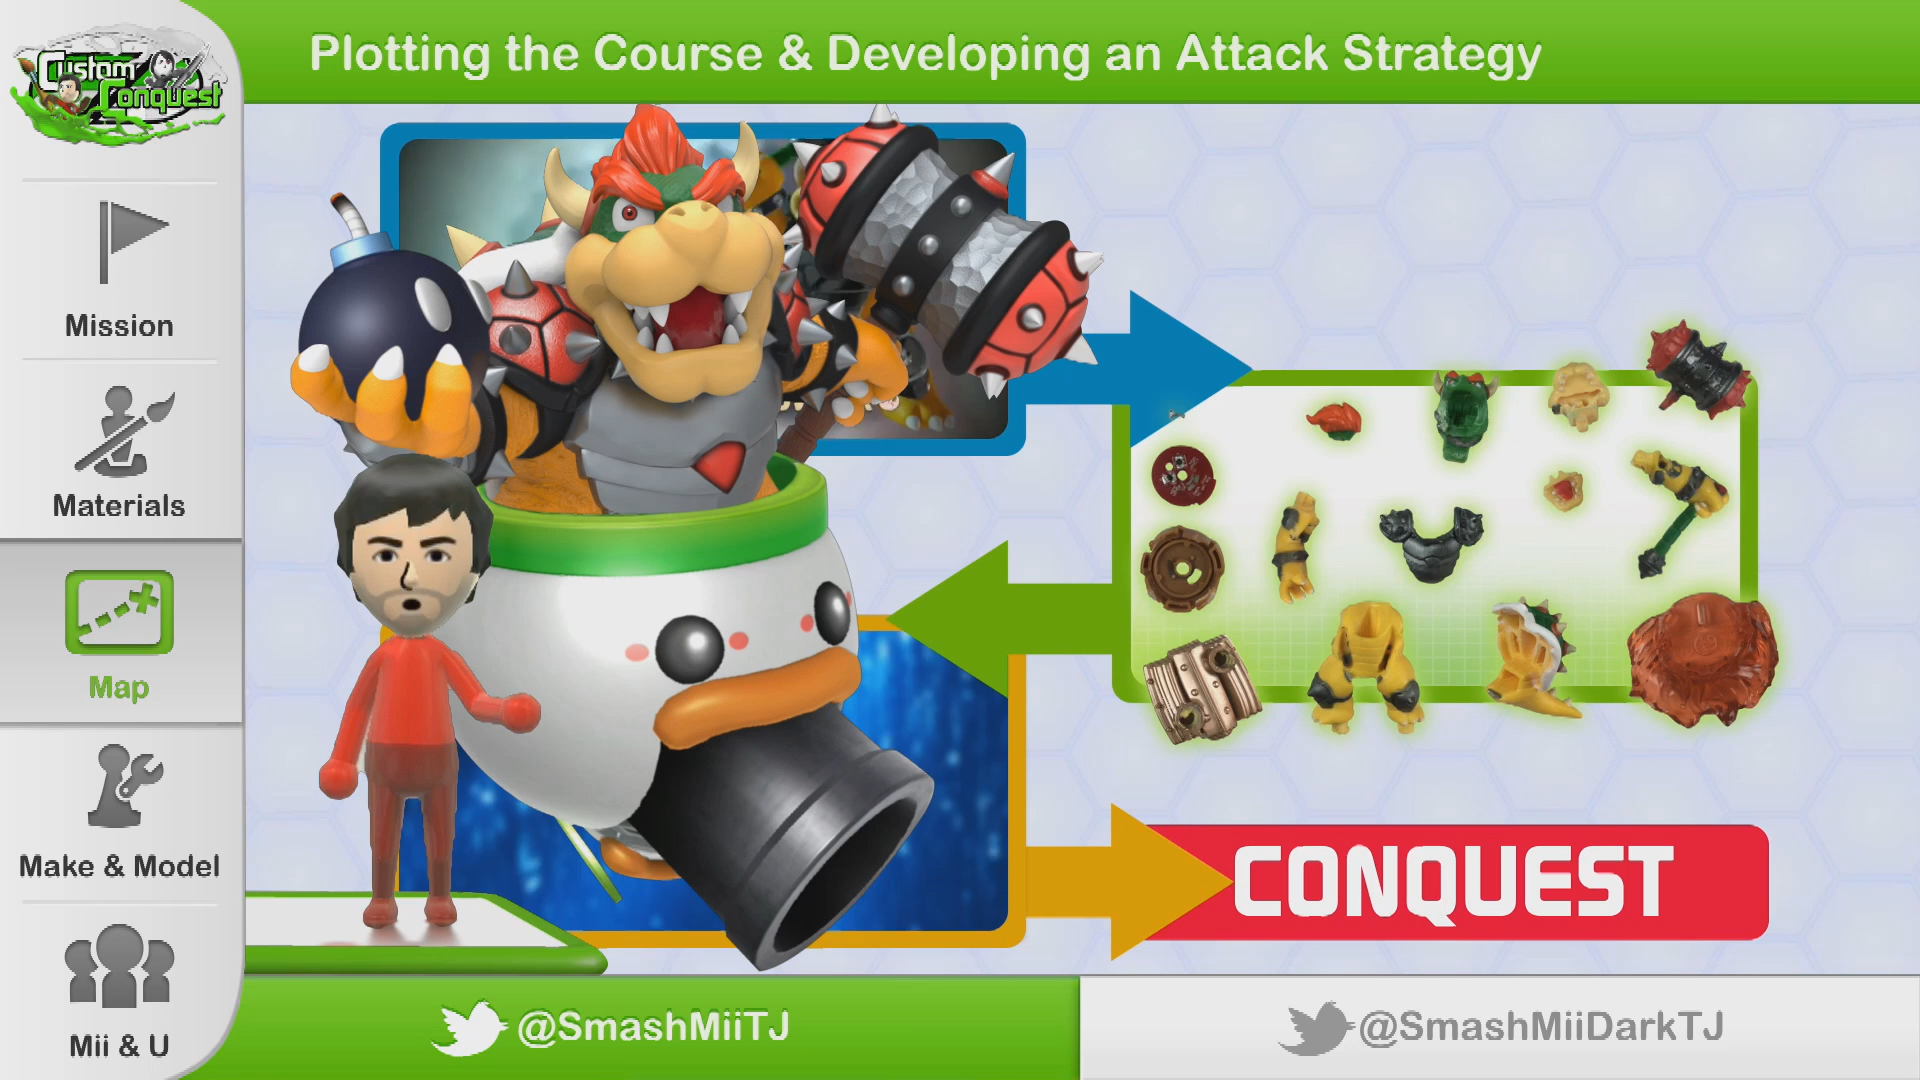 Custom
Conquest
Plotting the Course & Developing an Attack Strategy
Mission
Materials
Map
Make & Model
Mii & U
CONQUEST
@SmashMiiTJ
@SmashMiiDarkTJ